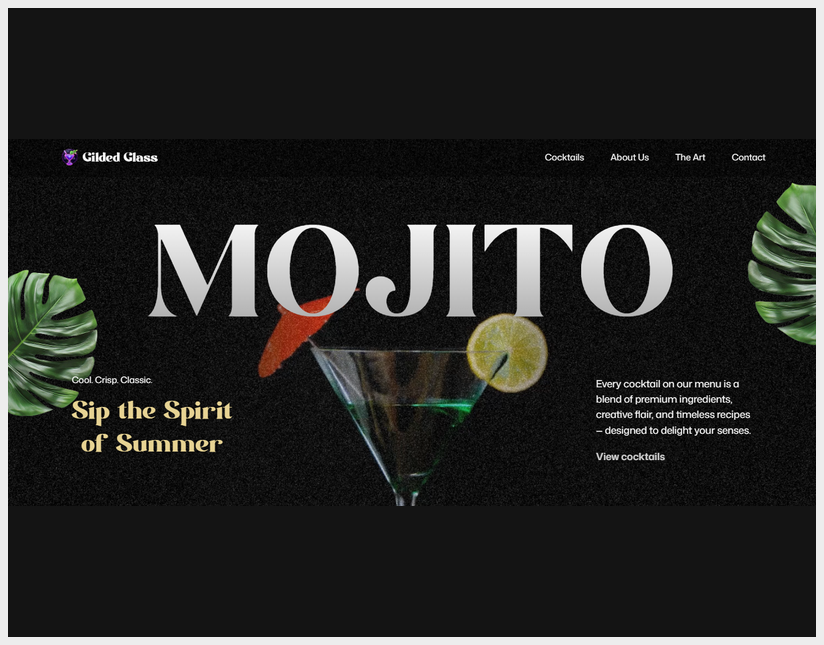 Gilded Glass
Cocktails About Us The Art Contact
MOJITO
Cool. Crisp. Classic.
Sip the Spirit
of Summer
Every cocktail on our menu is a
blend of premium ingredients,
creative flair, and timeless recipes
– designed to delight your senses.
View cocktails